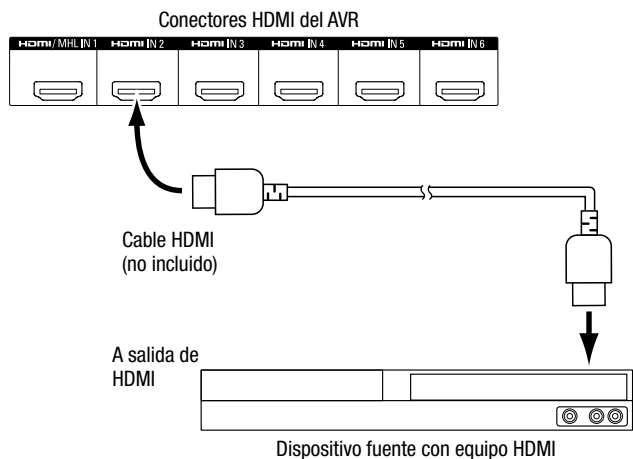 Conectores HDMI del AVR
HDMI/MHL IN 1 HDMI IN 2 HDMI IN 3 HDMI IN 4 HDMI IN 5 HDMI IN 6
Cable HDMI
(no incluido)
A salida de
HDMI
Dispositivo fuente con equipo HDMI